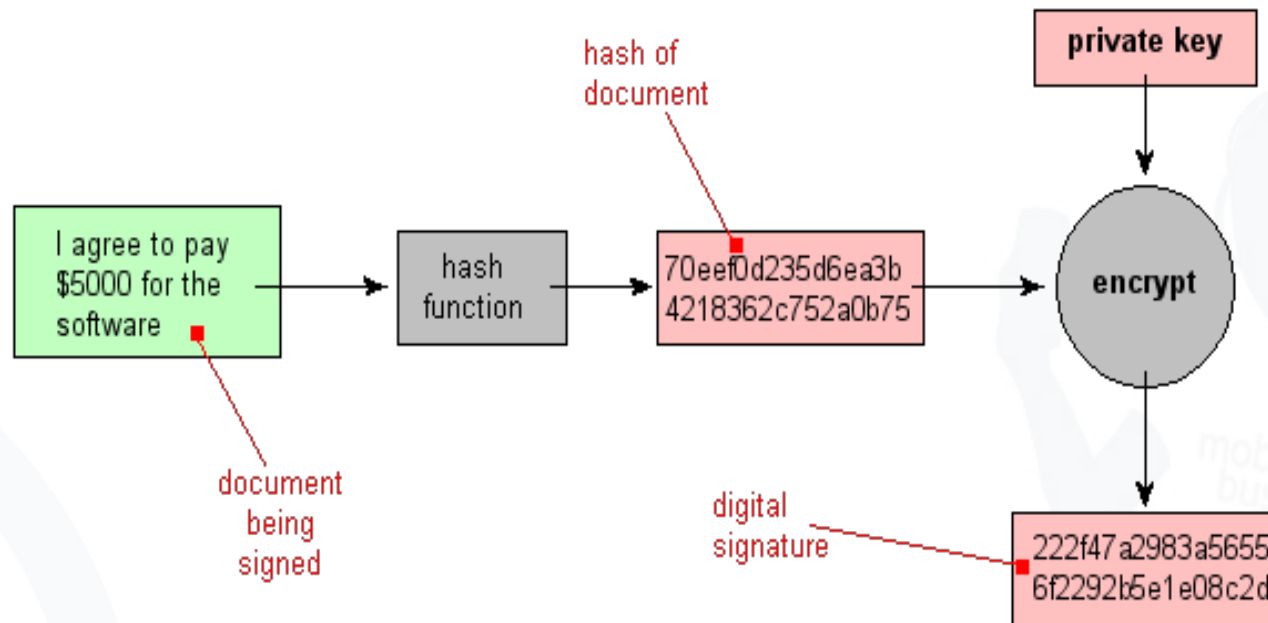 hash of
document
private key
I agree to pay
$5000 for the
software
hash
function
70eef0d235d6ea3b
4218362c752a0b75
encrypt
document
being
signed
digital
signature
222f47a2983a5655
6f2292b5e1e08c2d